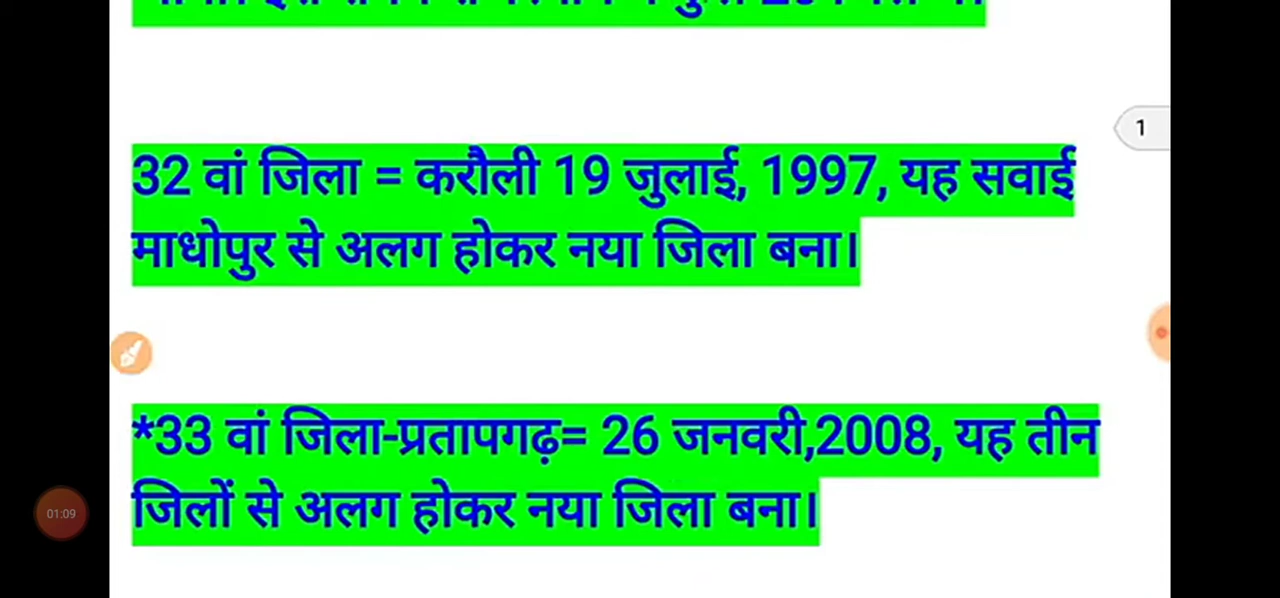 32 वां जिला = करौली 19 जुलाई, 1997, यह सवाई
1
माधोपुर से अलग होकर नया जिला बना।
*33 वां जिला-प्रतापगढ़= 26 जनवरी,2008, यह तीन
जिलों से अलग होकर नया जिला बना।
01:09